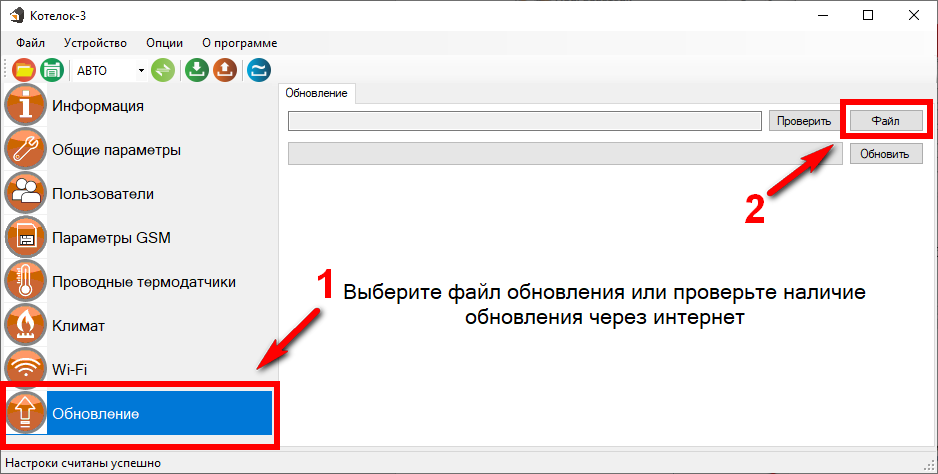 Котелок-3
Файл Устройство Опции О программе
АВТО
Информация
Общие параметры
Пользователи
Параметры GSM
Проводные термодатчики
Климат
Wi-Fi
Обновление
Обновление
Проверить Файл
Обновить
2
1
Выберите файл обновления или проверьте наличие
обновления через интернет
Настройки считаны успешно